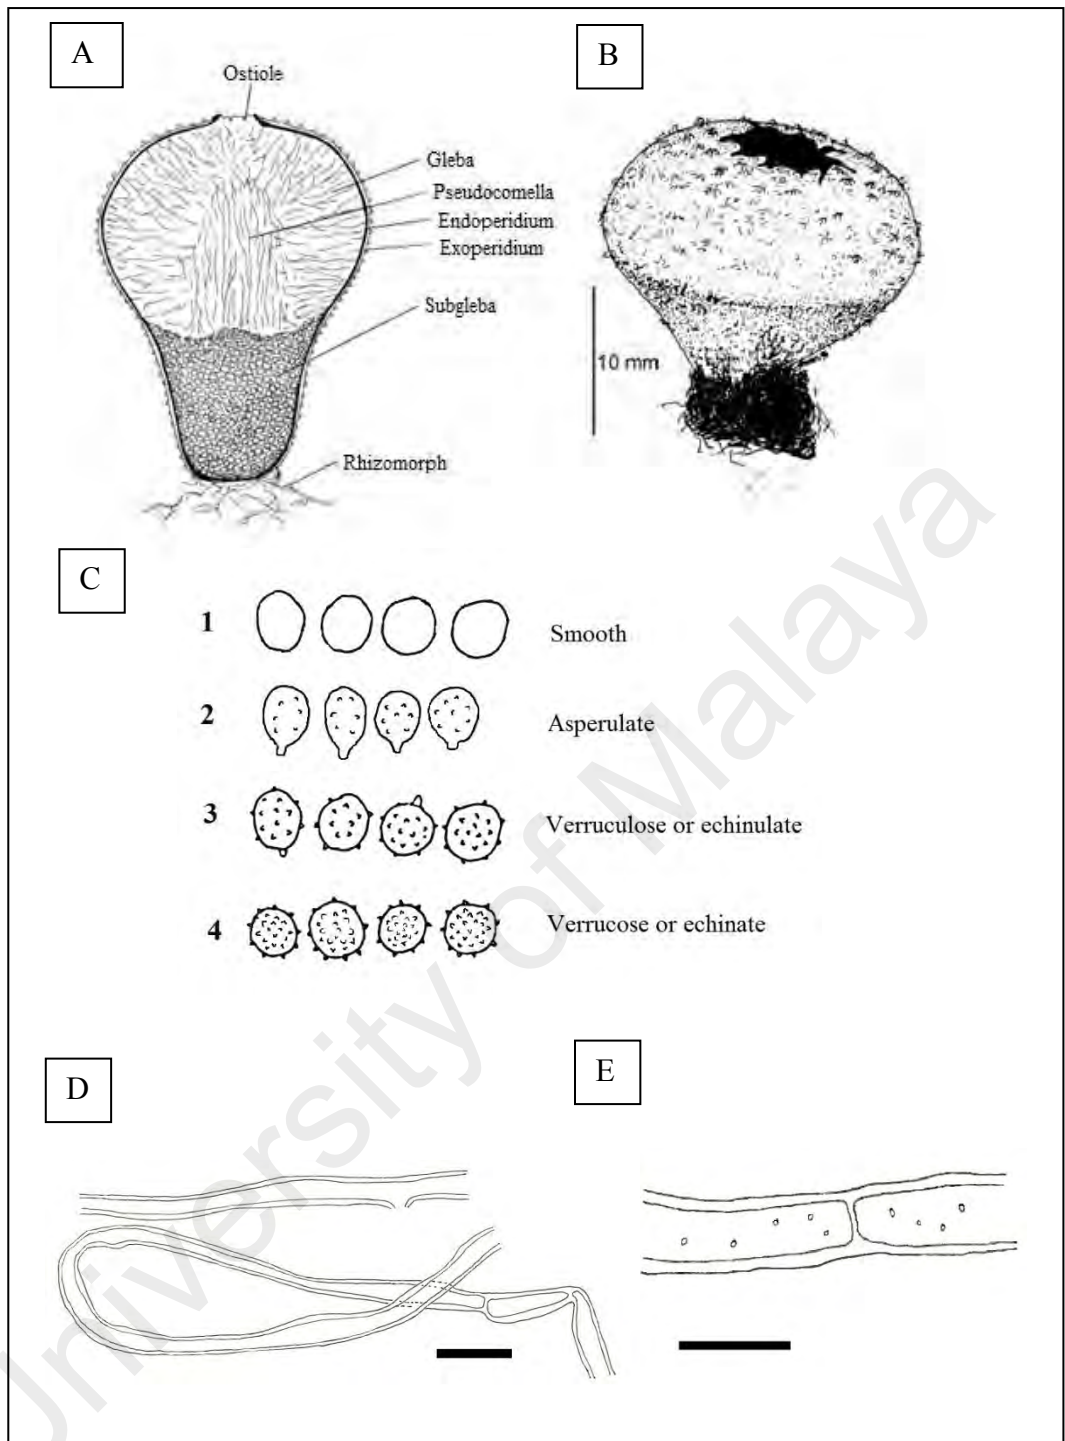 A
B
Ostiole
Gleba
Pseudocomella
Endoperidium
Exoperidium
Subgleba
10 mm
Rhizomorph
C
1 Smooth
2 Asperulate
3 Verruculose or echinulate
4 Verrucose or echinate
D
E
University of Malaya